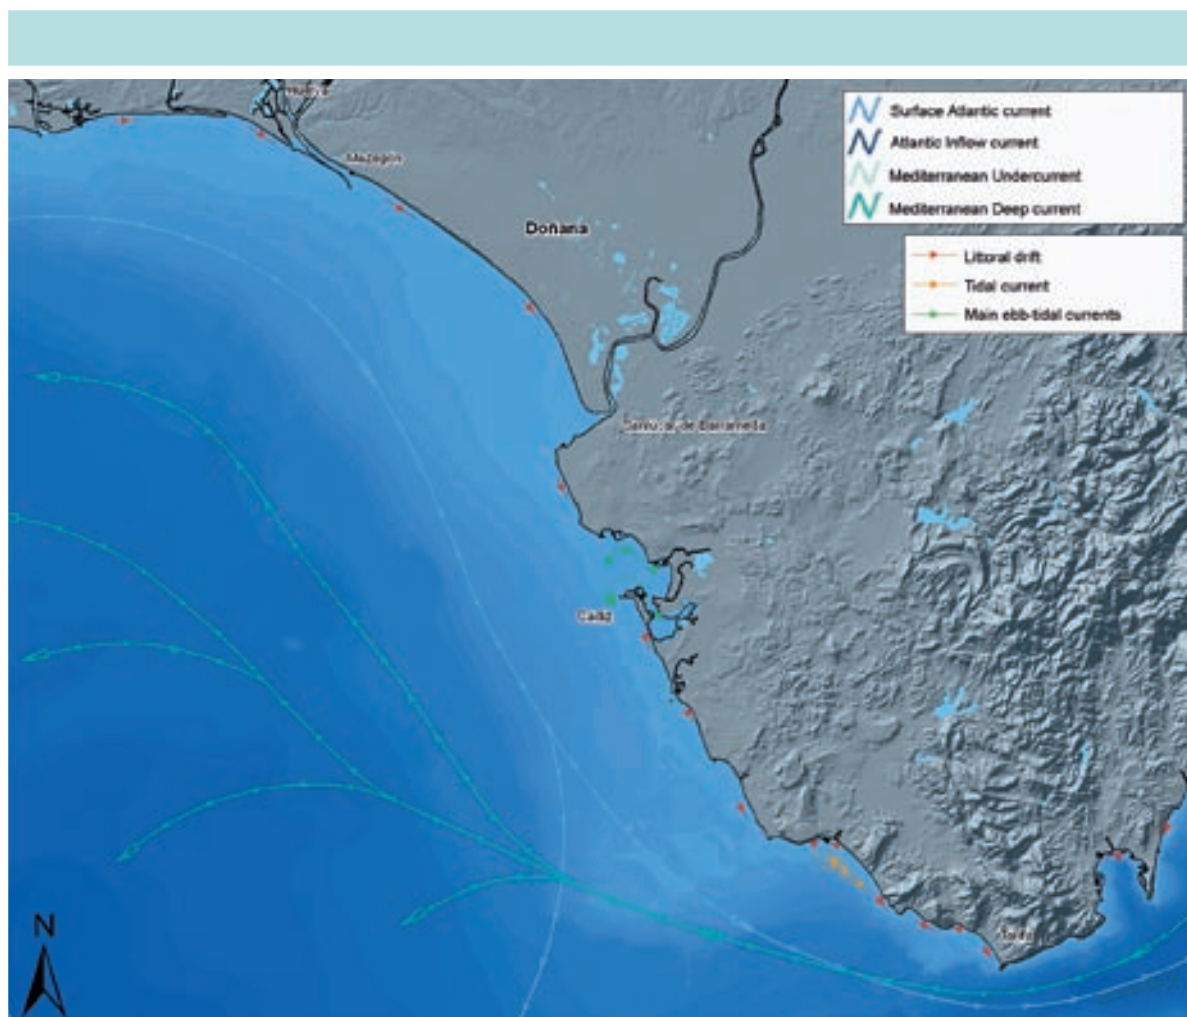 Huelva
Mazagón
Doñana
Sanlúcar de Barrameda
Cádiz
Tarifa
N
Surface Atlantic current
Atlantic Inflow current
Mediterranean Undercurrent
Mediterranean Deep current
Littoral drift
Tidal current
Main ebb-tidal currents